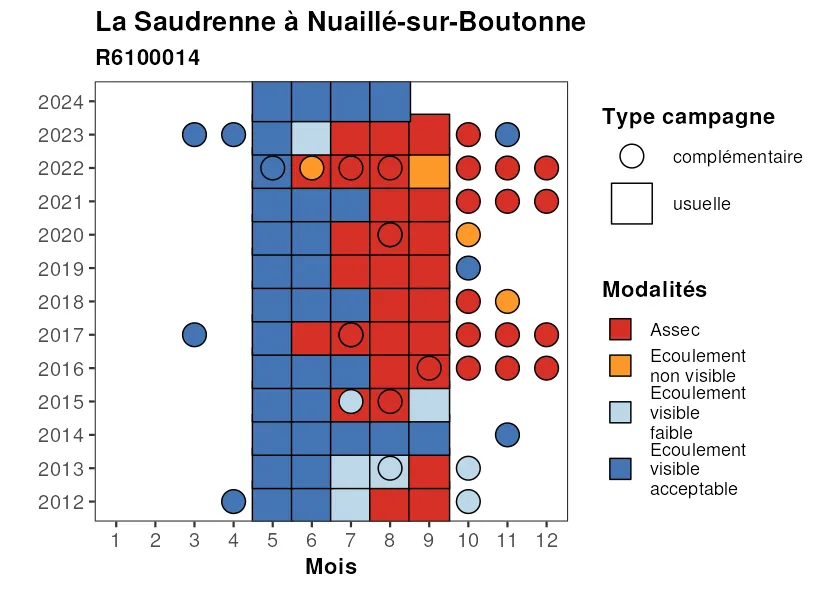 La Saudrenne à Nuaillé-sur-Boutonne
R6100014
2024
2023
2022
2021
2020
2019
2018
2017
2016
2015
2014
2013
2012
1 2 3 4 5 6 7 8 9 10 11 12
Mois
Type campagne
complémentaire
usuelle
Modalités
Assec
Ecoulement
non visible
Ecoulement
visible
faible
Ecoulement
visible
acceptable